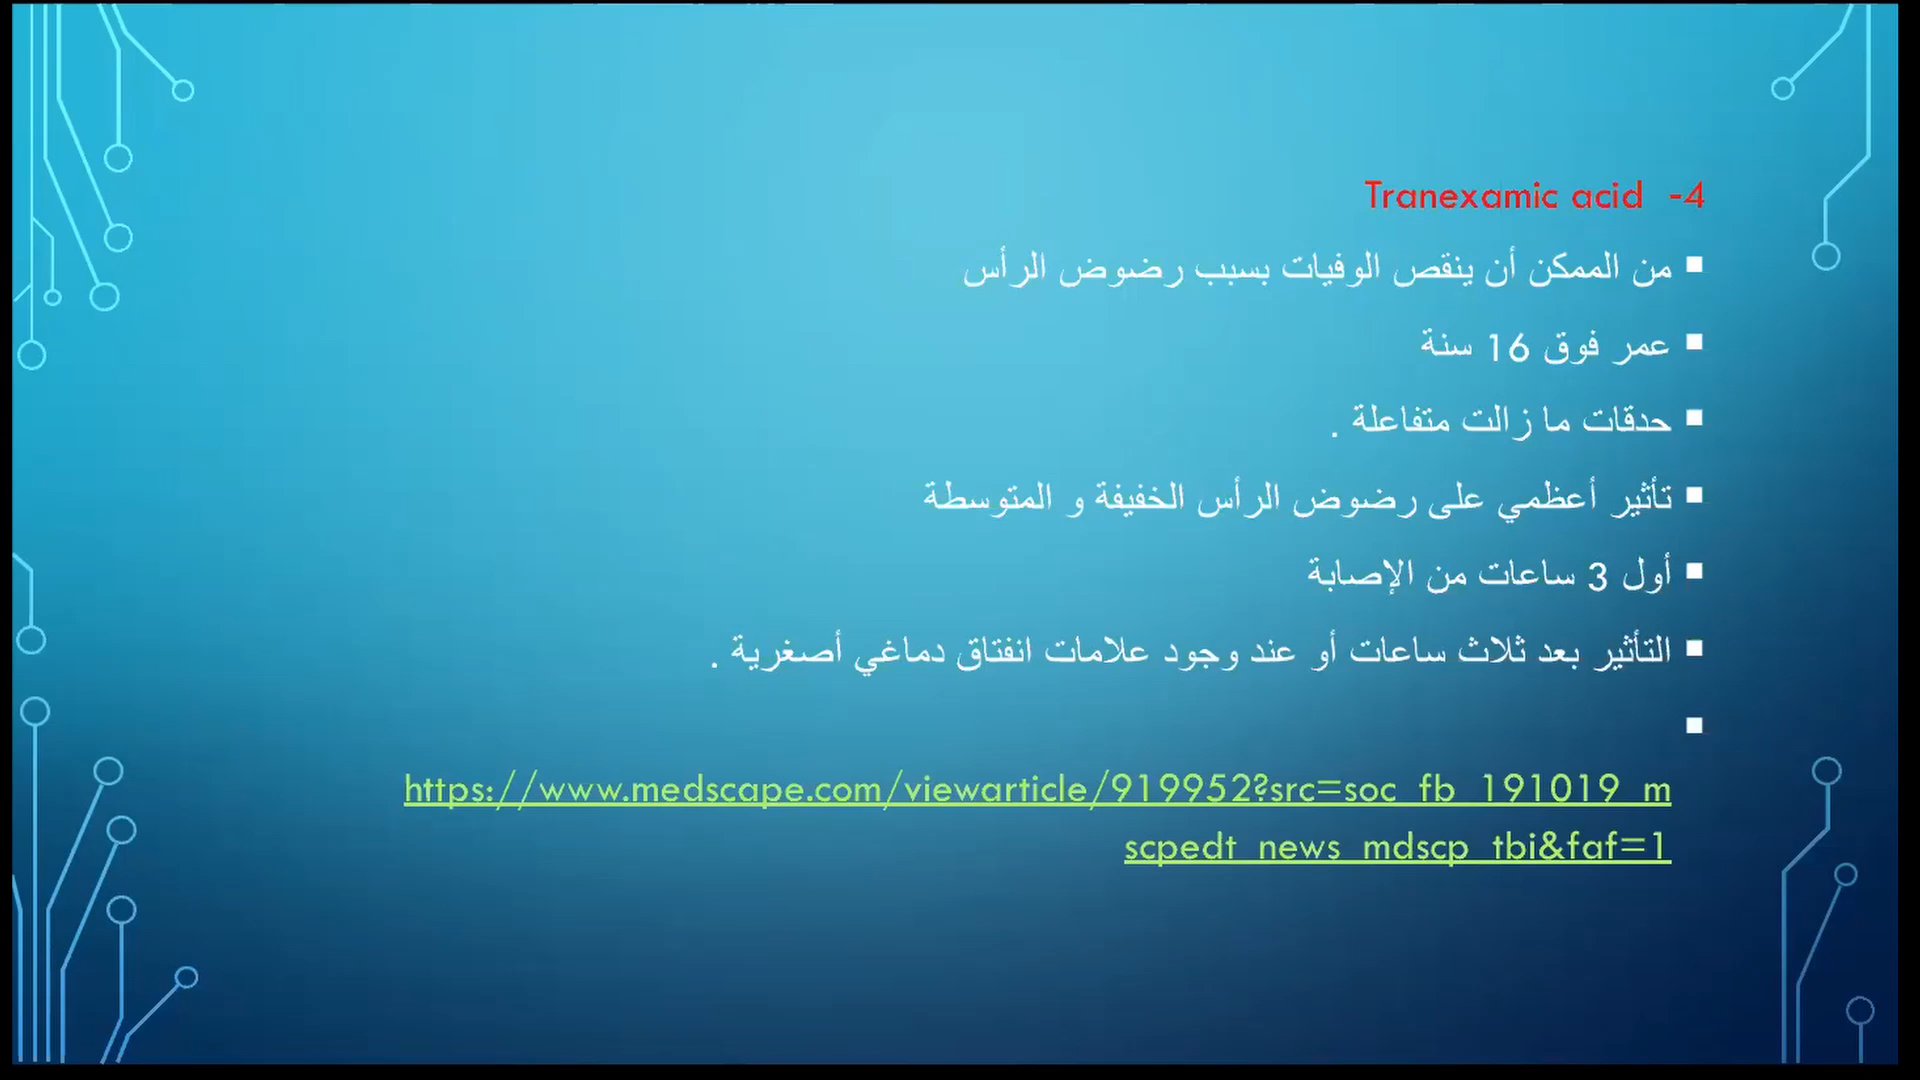 4- Tranexamic acid
من الممكن أن ينقص الوفيات بسبب رضوض الرأس
عمر فوق 16 سنة
حدقات ما زالت متفاعلة .
تأثير أعظمي على رضوض الرأس الخفيفة و المتوسطة
أول 3 ساعات من الإصابة
التأثير بعد ثلاث ساعات أو عند وجود علامات انفتاق دماغي أصغرية .
https://www.medscape.com/viewarticle/919952?src=soc_fb_191019_m
scpedt_news_mdscp_tbi&faf=1